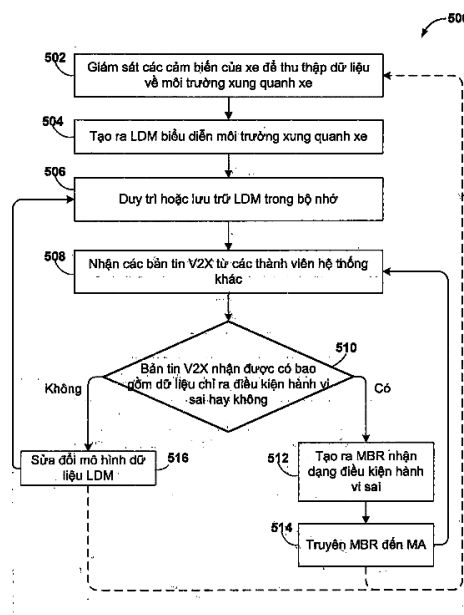 500
502
Giám sát các cảm biến của xe để thu thập dữ liệu
về môi trường xung quanh xe
504
Tạo ra LDM biểu diễn môi trường xung quanh xe
506
Duy trì hoặc lưu trữ LDM trong bộ nhớ
508
Nhận các bản tin V2X từ các thành viên hệ thống
khác
510
Bản tin V2X nhận được có bao
gồm dữ liệu chỉ ra điều kiện hành vi
sai hay không
Không
Có
Sửa đổi mô hình dữ
liệu LDM
516
512
Tạo ra MBR nhận
dạng điều kiện hành
vi sai
514
Truyền MBR đến MA